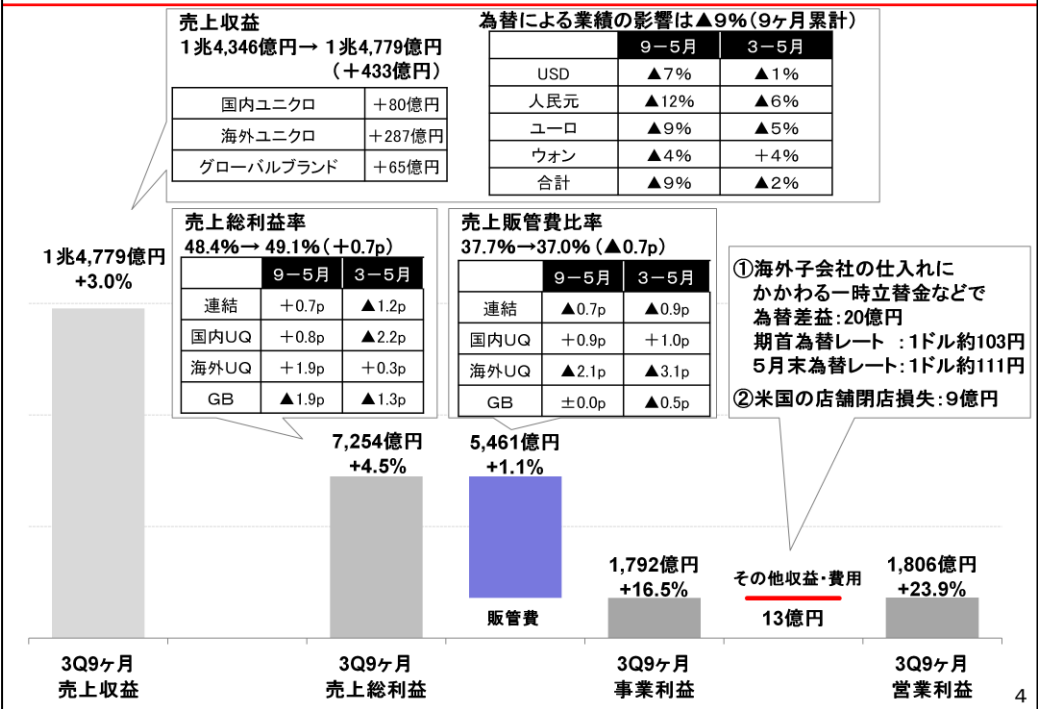 売上収益
1兆4,346億円→ 1兆4,779億円
(+433億円)
国内ユニクロ +80億円
海外ユニクロ +287億円
グローバルブランド +65億円
為替による業績の影響は▲9%(9ヶ月累計)
9-5月 3-5月
USD ▲7% ▲1%
人民元 ▲12% ▲6%
ユーロ ▲9% ▲5%
ウォン ▲4% +4%
合計 ▲9% ▲2%
売上総利益率
48.4%→ 49.1%(+0.7p)
9-5月 3-5月
連結 +0.7p ▲1.2p
国内UQ +0.8p ▲2.2p
海外UQ +1.9p +0.3p
GB ▲1.9p ▲1.3p
売上販管費比率
37.7%→37.0% (▲0.7p)
9-5月 3-5月
連結 ▲0.7p ▲0.9p
国内UQ +0.9p +1.0p
海外UQ ▲2.1p ▲3.1p
GB ±0.0p ▲0.5p
①海外子会社の仕入れに
かかわる一時立替金などで
為替差益:20億円
期首為替レート :1ドル約103円
5月末為替レート:1ドル約111円
②米国の店舗閉店損失:9億円
1兆4,779億円
+3.0%
7,254億円
+4.5%
5,461億円
+1.1%
販管費
1,792億円
+16.5%
その他収益・費用
13億円
1,806億円
+23.9%
3Q9ヶ月
売上収益
3Q9ヶ月
売上総利益
3Q9ヶ月
事業利益
3Q9ヶ月
営業利益
4